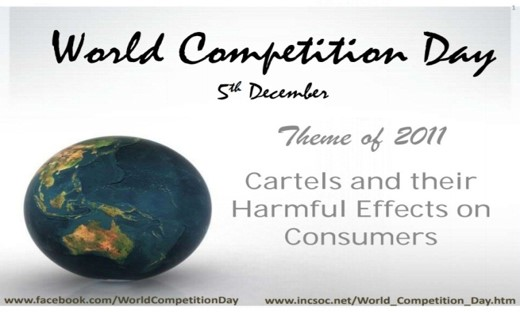 1
World Competition Day
5th December
Theme of 2011
Cartels and their
Harmful Effects on
Consumers
www.facebook.com/WorldCompetitionDay www.incsoc.net/World_Competition_Day.htm